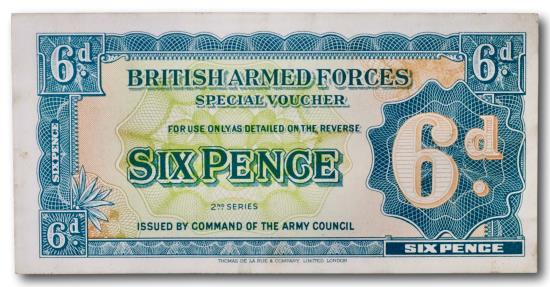 6d
6d
BRITISH ARMED FORCES
SPECIAL VOUCHER
FOR USE ONLY AS DETAILED ON THE REVERSE
SIX PENCE
6d
SIX PENCE
2ND SERIES
ISSUED BY COMMAND OF THE ARMY COUNCIL
6d
SIX PENCE
THOMAS DE LA RUE & COMPANY, LIMITED, LONDON